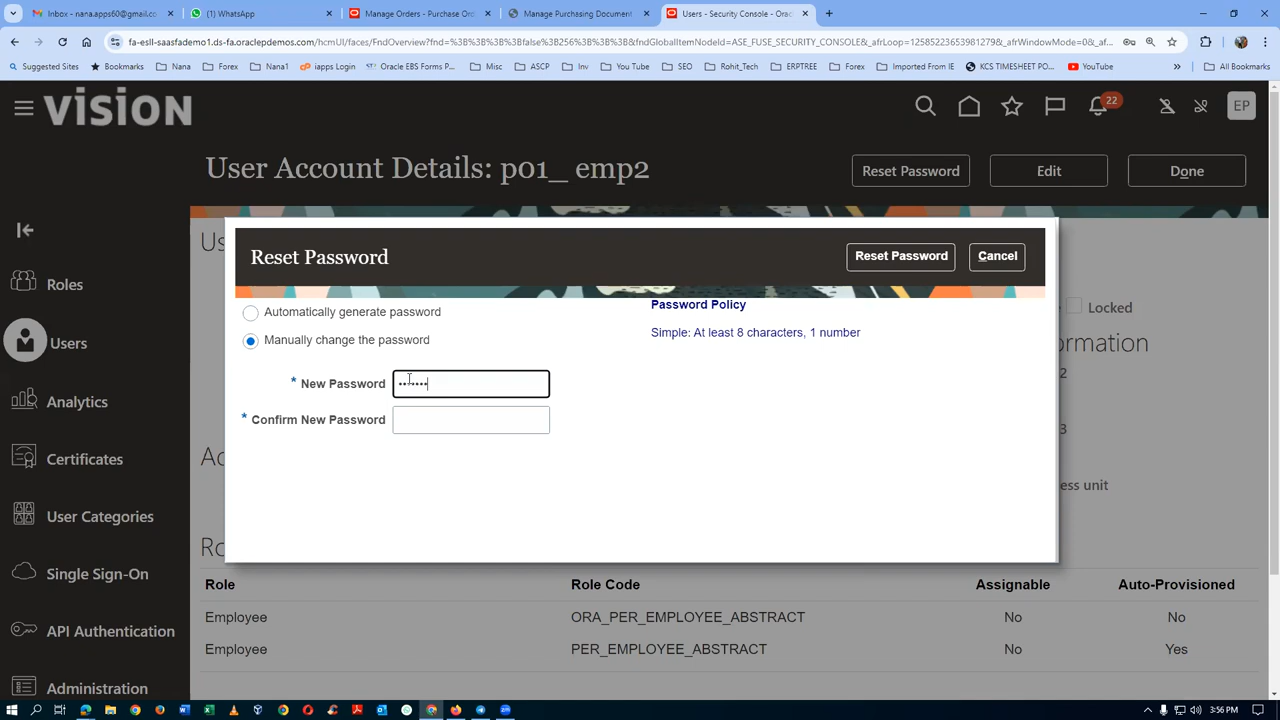 Inbox - nana.apps60@gmail.co
(1) WhatsApp
Manage Orders - Purchase Ord
Manage Purchasing Document
Users - Security Console - Orac
fa-esll-saasfademo1.ds-fa.oraclepdemos.com/hcmUI/faces/FndOverview?fnd=%3B%3B%3B%3Bfalse%3B256%3B%3B%3B&fndGlobalItemNodeId=ASE_FUSE_SECURITY_CONSOLE&_afrLoop=12585223653981279&_afrWindowMode=0&_af...
Suggested Sites
Bookmarks
Nana
Forex
Nana1
iapps Login
Oracle EBS Forms P...
Misc
ASCP
Inv
You Tube
SEO
Rohit_Tech
ERPTREE
Forex
Imported From IE
KCS TIMESHEET PO...
YouTube
All Bookmarks
VISION
22
EP
User Account Details: p01_ emp2
Reset Password
Edit
Done
Reset Password
Reset Password
Cancel
Automatically generate password
Manually change the password
Password Policy
Simple: At least 8 characters, 1 number
* New Password •••••••
* Confirm New Password
Roles
Users
Analytics
Certificates
User Categories
Single Sign-On
API Authentication
Administration
Us
Locked
ormation
2
3
Ac
ess unit
Ro
Role Role Code Assignable Auto-Provisioned
Employee ORA_PER_EMPLOYEE_ABSTRACT No No
Employee PER_EMPLOYEE_ABSTRACT No Yes
3:56 PM